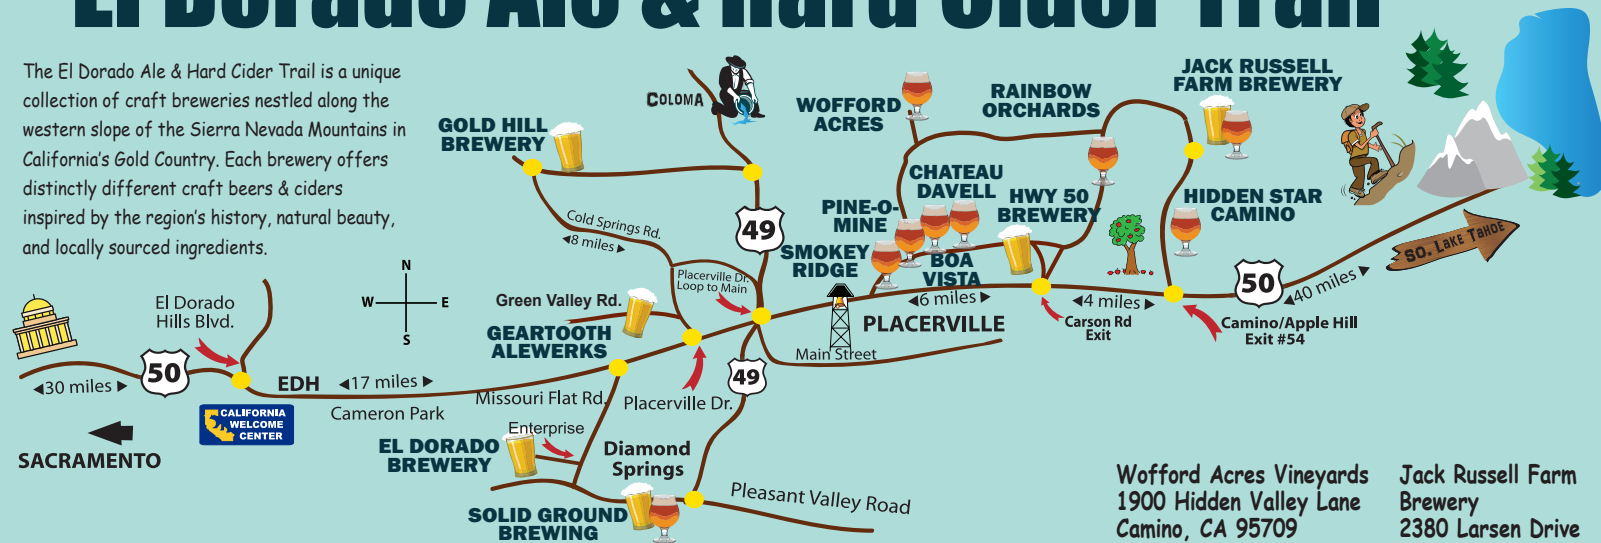 El Dorado Ale & Hard Cider Trail
The El Dorado Ale & Hard Cider Trail is a unique
collection of craft breweries nestled along the
western slope of the Sierra Nevada Mountains in
California's Gold Country. Each brewery offers
distinctly different craft beers & ciders
inspired by the region's history, natural beauty,
and locally sourced ingredients.
GOLD HILL
BREWERY
COLOMA
WOFFORD
ACRES
RAINBOW
ORCHARDS
JACK RUSSELL
FARM BREWERY
CHATEAU
DAVELL
HWY 50
BREWERY
HIDDEN STAR
CAMINO
PINE-O-
MINE
SMOKEY
RIDGE
BOA
VISTA
49
Cold Springs Rd.
8 miles
Placerville Dr.
Loop to Main
SO. LAKE TAHOE
50
40 miles
6 miles
4 miles
Carson Rd
Exit
Camino/Apple Hill
Exit #54
PLACERVILLE
Main Street
N
W
E
S
El Dorado
Hills Blvd.
Green Valley Rd.
GEARTOOTH
ALEWERKS
30 miles
50
EDH
17 miles
Cameron Park
CALIFORNIA
WELCOME
CENTER
SACRAMENTO
Missouri Flat Rd.
Placerville Dr.
49
Enterprise
EL DORADO
BREWERY
Diamond
Springs
SOLID GROUND
BREWING
Pleasant Valley Road
Wofford Acres Vineyards
1900 Hidden Valley Lane
Camino, CA 95709
Jack Russell Farm
Brewery
2380 Larsen Drive